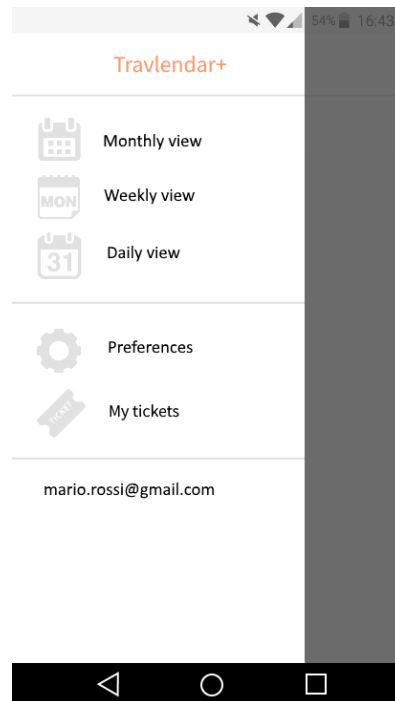 54% 16:43
Travlendar+
Monthly view
MON
Weekly view
31
Daily view
Preferences
TICKET
My tickets
mario.rossi@gmail.com